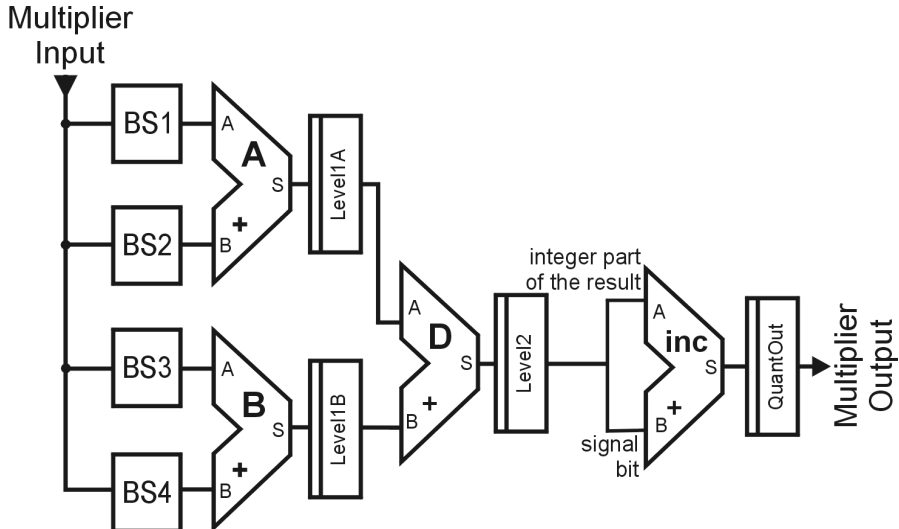 Multiplier
Input
BS1
A
A
S
+
B
BS2
Level1A
BS3
A
B
S
+
B
BS4
Level1B
A
D
S
+
B
Level2
integer part
of the result
A
inc
S
+
B
signal
bit
QuantOut
Multiplier
Output